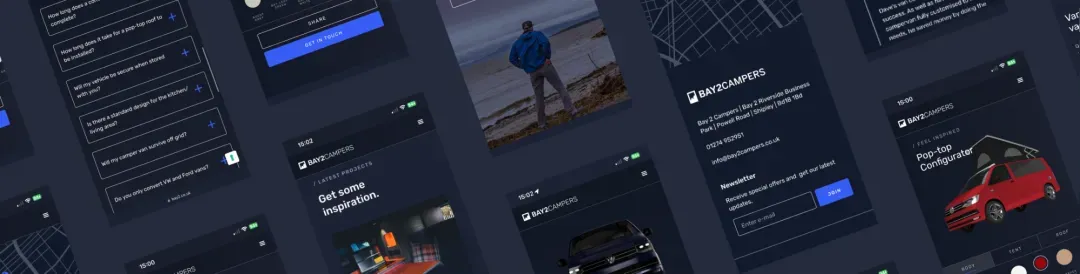 How long does a
complete?
How long does it take for a pop-top roof to
be installed?
Will my vehicle be secure when stored
with you?
Is there a standard design for the kitchen/
living area?
Will my camper van survive off grid?
Do you only convert VW and Ford vans?
SHARE
GET IN TOUCH
15:02
BAY2CAMPERS
/ LATEST PROJECTS
Get some
inspiration.
15:00
15:02
BAY2CAMPERS
BAY2CAMPERS
Bay 2 Campers | Bay 2 Riverside Business
Park | Powell Road | Shipley | Bd18 1Bd
01274 952951
info@bay2campers.co.uk
Newsletter
Receive special offers and get our latest
updates.
Enter e-mail
JOIN
Dave's van
success. As well as
campervan fully customised to
needs, he saved money by doing the
15:00
BAY2CAMPERS
/ FEEL INSPIRED
Pop-top
Configurator
BODY
TENT
ROOF
Va
va